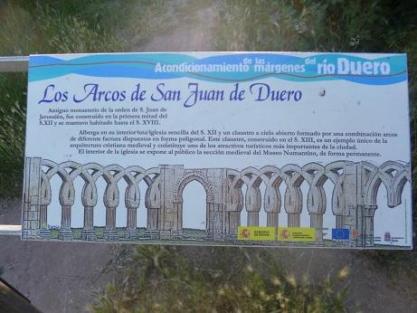 Acondicionamiento de las márgenes del río Duero
Los Arcos de San Juan de Duero
Antiguo monasterio de la orden de S. Juan de
Jerusalén, fue construido en la primera mitad del
S.XII y se mantuvo habitado hasta el S. XVIII.
Alberga en su interior una iglesia sencilla del S. XII y un claustro a cielo abierto formado por una combinación arcos
de diferente factura dispuestos en forma poligonal. Este claustro, construido en el S. XIII, es un ejemplo único de la
arquitectura cristiana medieval y constituye uno de los atractivos turísticos más importantes de la ciudad.
El interior de la iglesia se expone al público la sección medieval del Museo Numantino, de forma permanente.